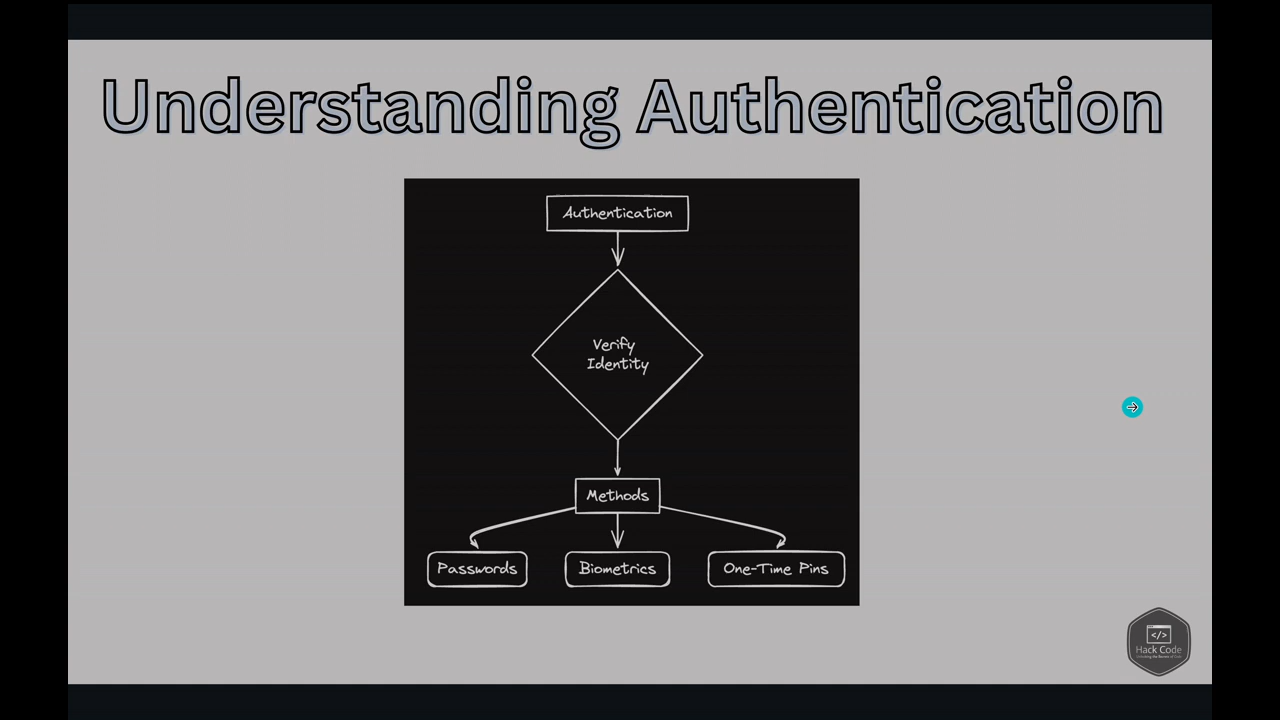 Understanding Authentication
Authentication
Verify
Identity
Methods
Passwords
Biometrics
One-Time Pins
</>
Hack Code